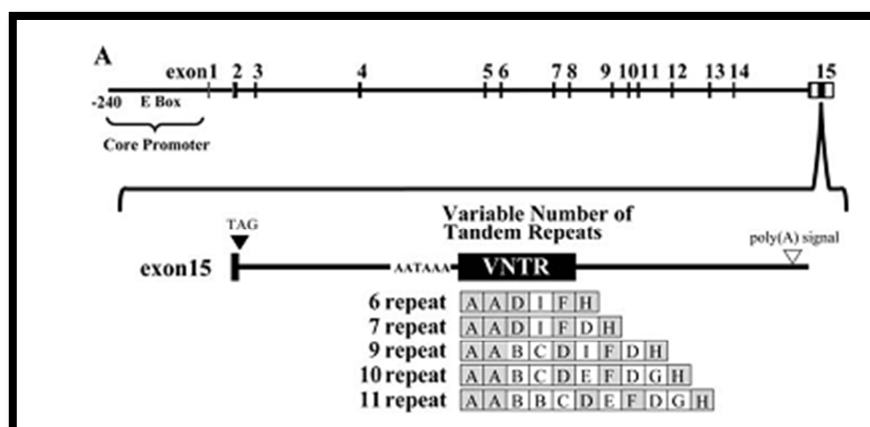 A
exon1 2 3 4 5 6 7 8 9 10 11 12 13 14 15
-240 E Box
Core Promoter
Variable Number of
Tandem Repeats
TAG
poly(A) signal
exon15
AATAAA
VNTR
6 repeat A A D I F H
7 repeat A A D I F D H
9 repeat A A B C D I F D H
10 repeat A A B C D E F D G H
11 repeat A A B B C D E F D G H